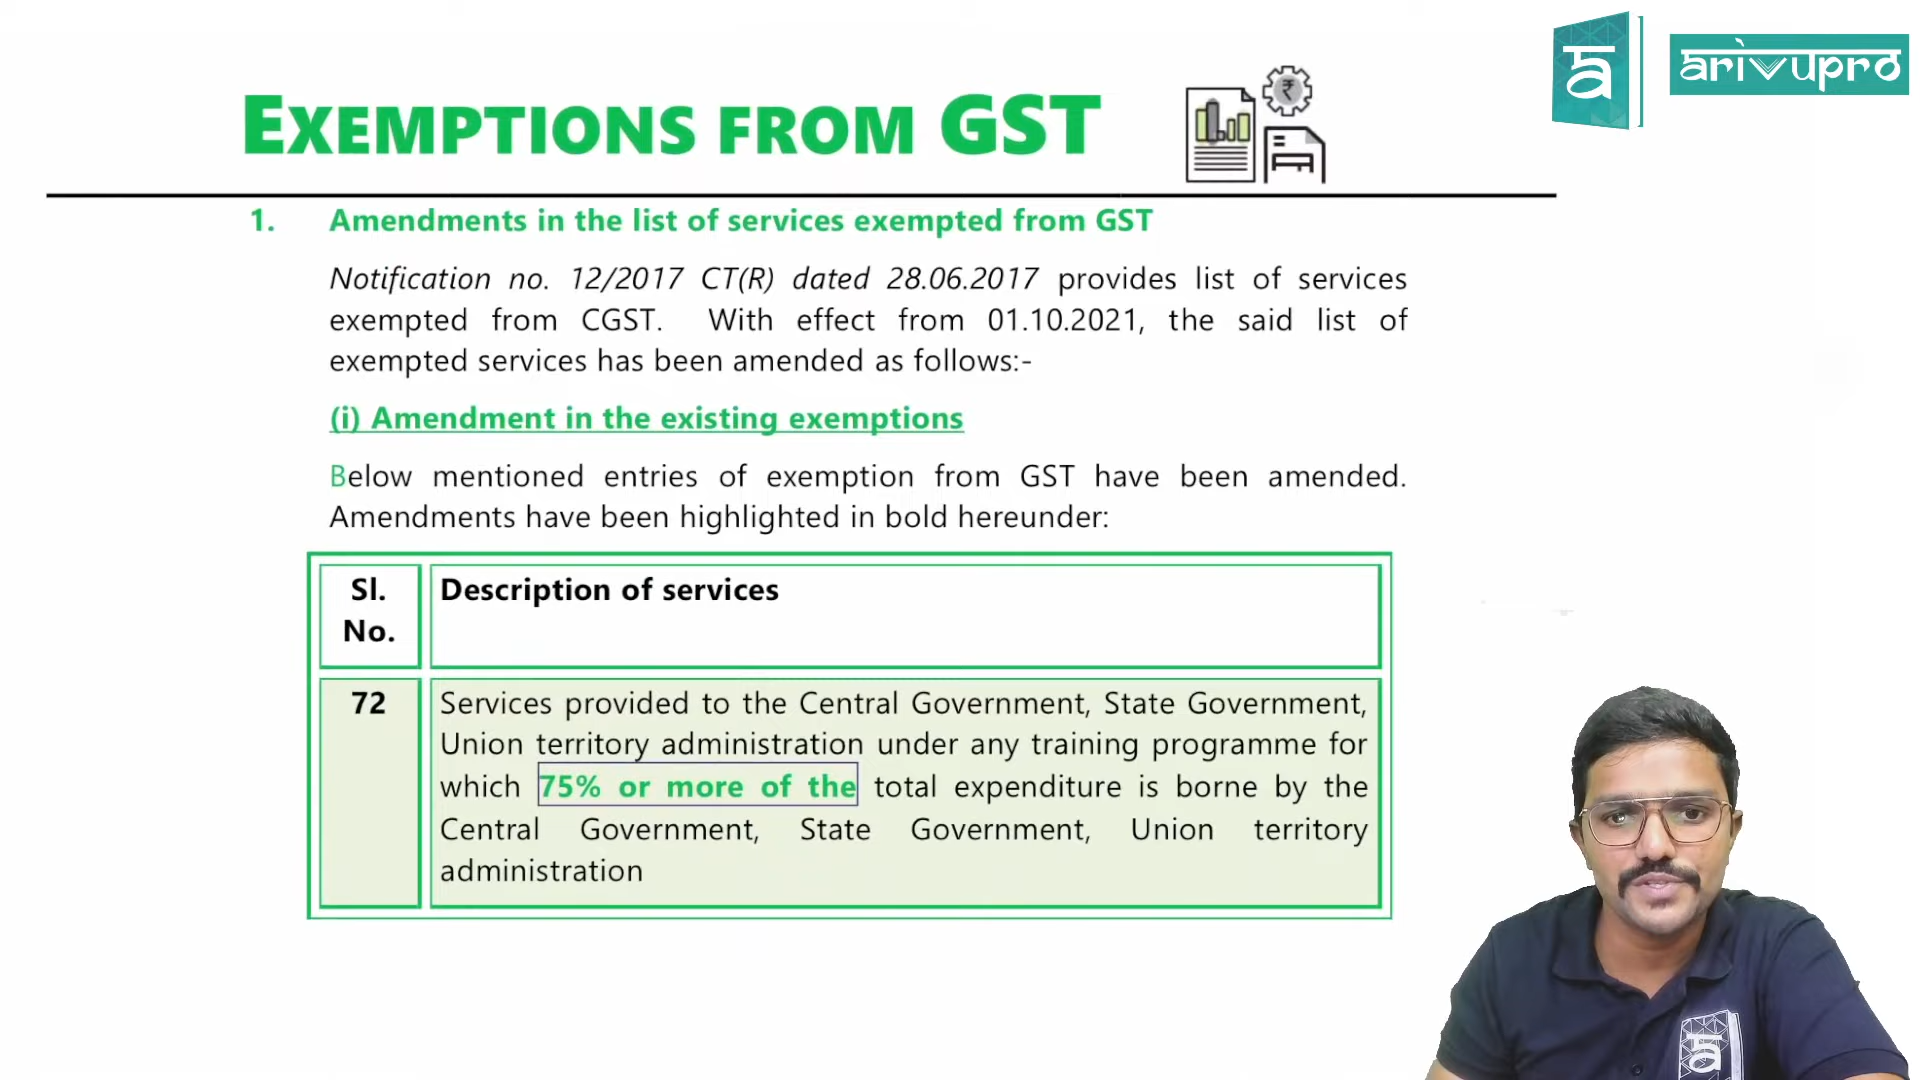 EXEMPTIONS FROM GST
₹
ā
arivupro
1. Amendments in the list of services exempted from GST
Notification no. 12/2017 CT(R) dated 28.06.2017 provides list of services
exempted from CGST. With effect from 01.10.2021, the said list of
exempted services has been amended as follows:-
(i) Amendment in the existing exemptions
Below mentioned entries of exemption from GST have been amended.
Amendments have been highlighted in bold hereunder:
Sl.
No.
Description of services
72
Services provided to the Central Government, State Government,
Union territory administration under any training programme for
which 75% or more of the total expenditure is borne by the
Central Government, State Government, Union territory
administration
ā